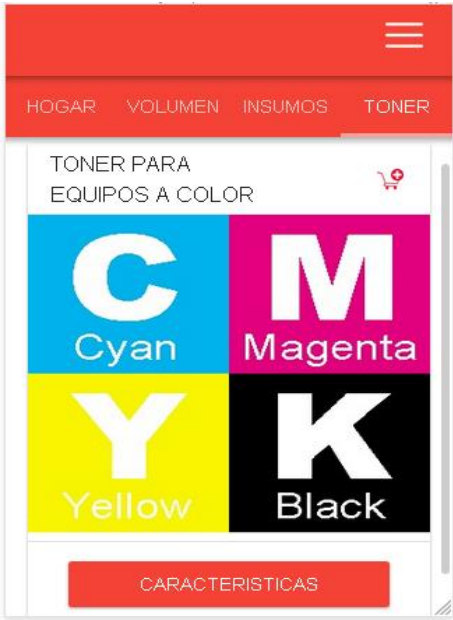 HOGAR VOLUMEN INSUMOS TONER
TONER PARA
EQUIPOS A COLOR
C M
Cyan Magenta
Y K
Yellow Black
CARACTERISTICAS